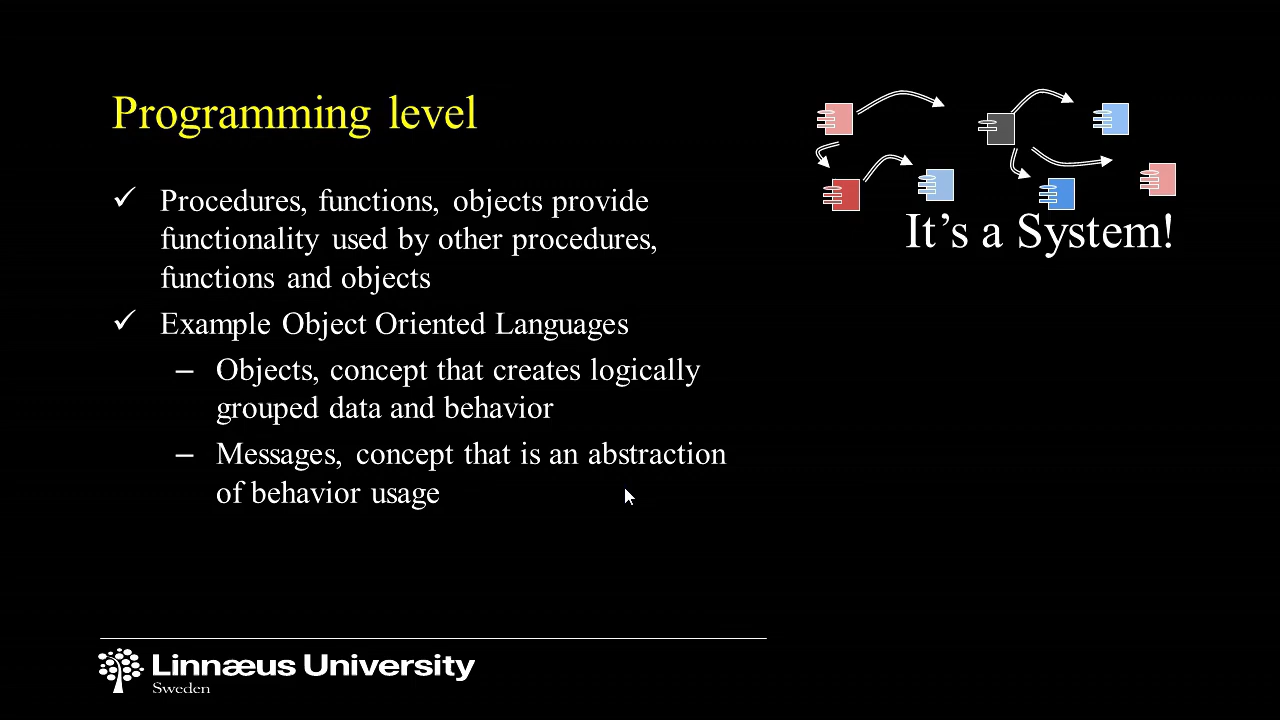 Programming level
✓ Procedures, functions, objects provide
functionality used by other procedures,
functions and objects
✓ Example Object Oriented Languages
– Objects, concept that creates logically
grouped data and behavior
– Messages, concept that is an abstraction
of behavior usage
It’s a System!
Linnæus University
Sweden